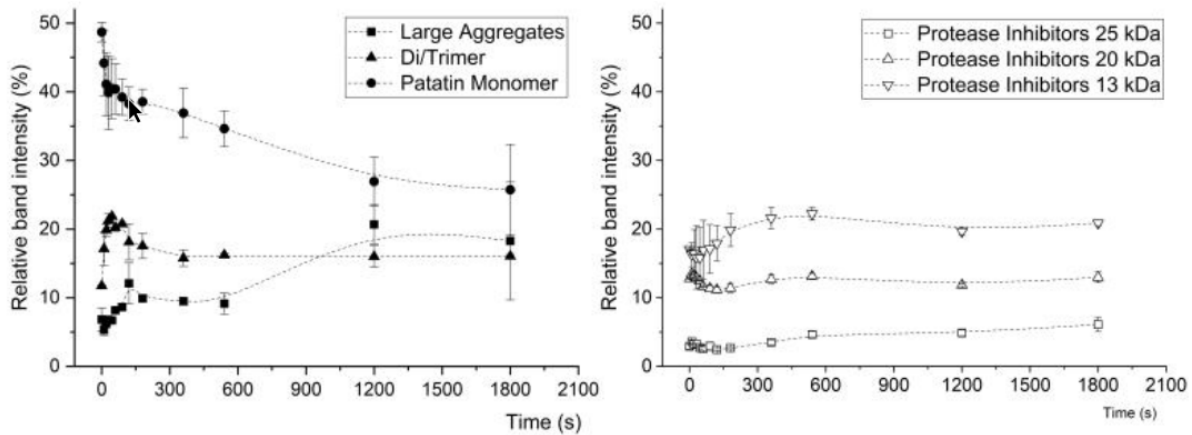 Relative band intensity (%)
50
40
30
20
10
0
Large Aggregates
Di/Trimer
Patatin Monomer
0 300 600 900 1200 1500 1800 2100
Time (s)
Relative band intensity (%)
50
40
30
20
10
0
Protease Inhibitors 25 kDa
Protease Inhibitors 20 kDa
Protease Inhibitors 13 kDa
0 300 600 900 1200 1500 1800 2100
Time (s)